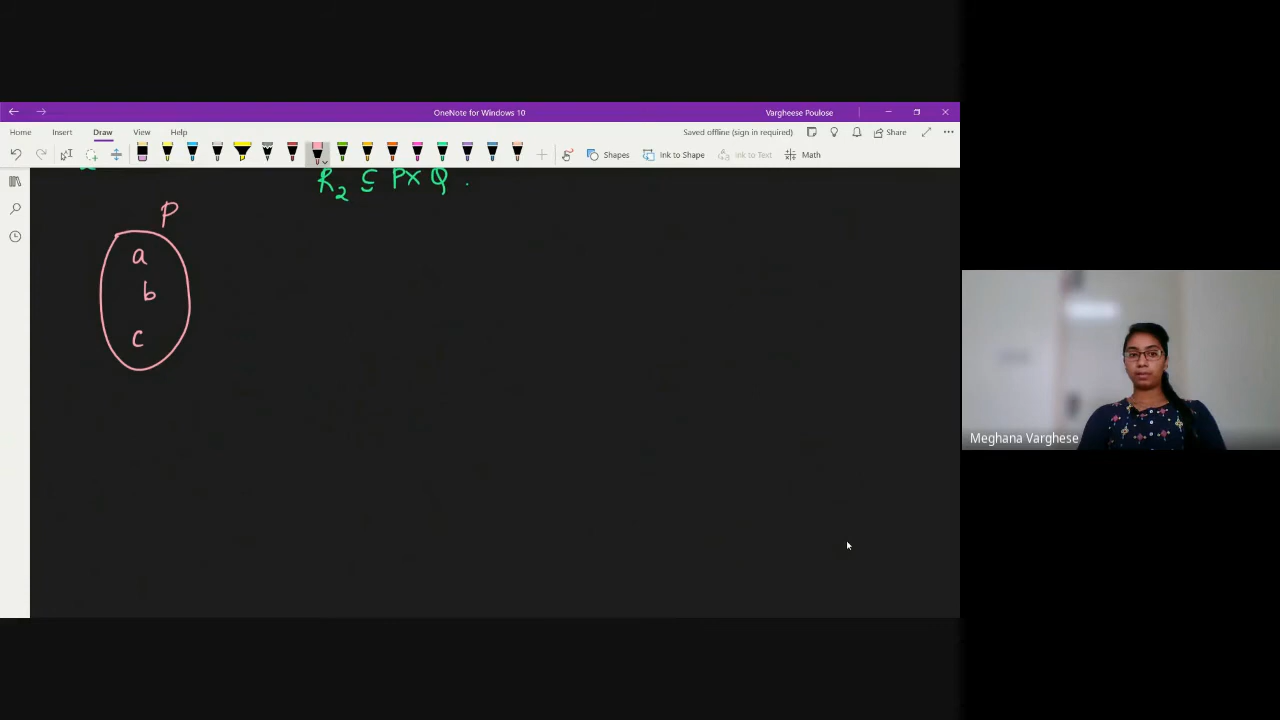 OneNote for Windows 10
Vargheese Poulose
Home Insert Draw View Help
Saved offline (sign in required)
Share
Shapes
Ink to Shape
Ink to Text
Math
R₂ ⊆ P×Q .
P
a
b
c
Meghana Varghese